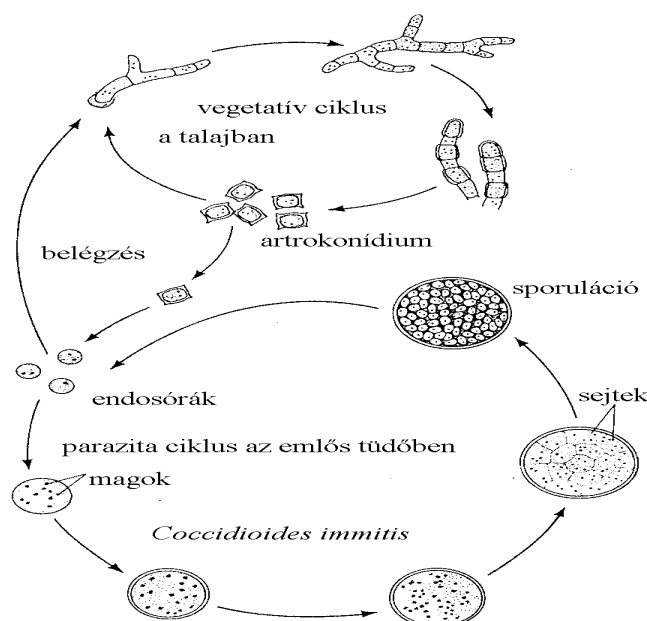 vegetatív ciklus
a talajban
artrokonídium
belégzés
sporuláció
endosórák
sejtek
parazita ciklus az emlős tüdőben
magok
Coccidioides immitis